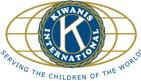 KIWANIS
K
INTERNATIONAL
SERVING THE CHILDREN OF THE WORLD®